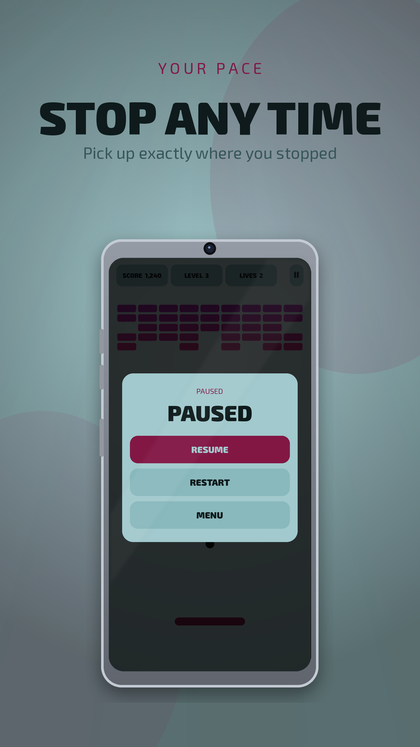 YOUR PACE
STOP ANY TIME
Pick up exactly where you stopped
SCORE 1,240 LEVEL 3 LIVES 2
PAUSED
PAUSED
RESUME
RESTART
MENU